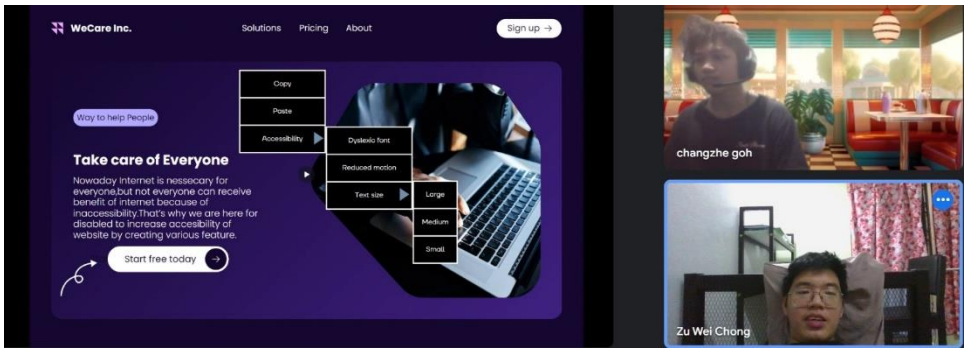 WeCare Inc.
Solutions Pricing About
Sign up →
Copy
Paste
Accessibility
Dyslexio font
Reduced motion
Text size
Large
Medium
Small
Way to help People
Take care of Everyone
Nowaday Internet is nessecary for
everyone,but not everyone can receive
benefit of internet because of
inaccessibility.That's why we are here for
disabled to increase accesibility of
website by creating various feature.
Start free today →
changzhe goh
Zu Wei Chong